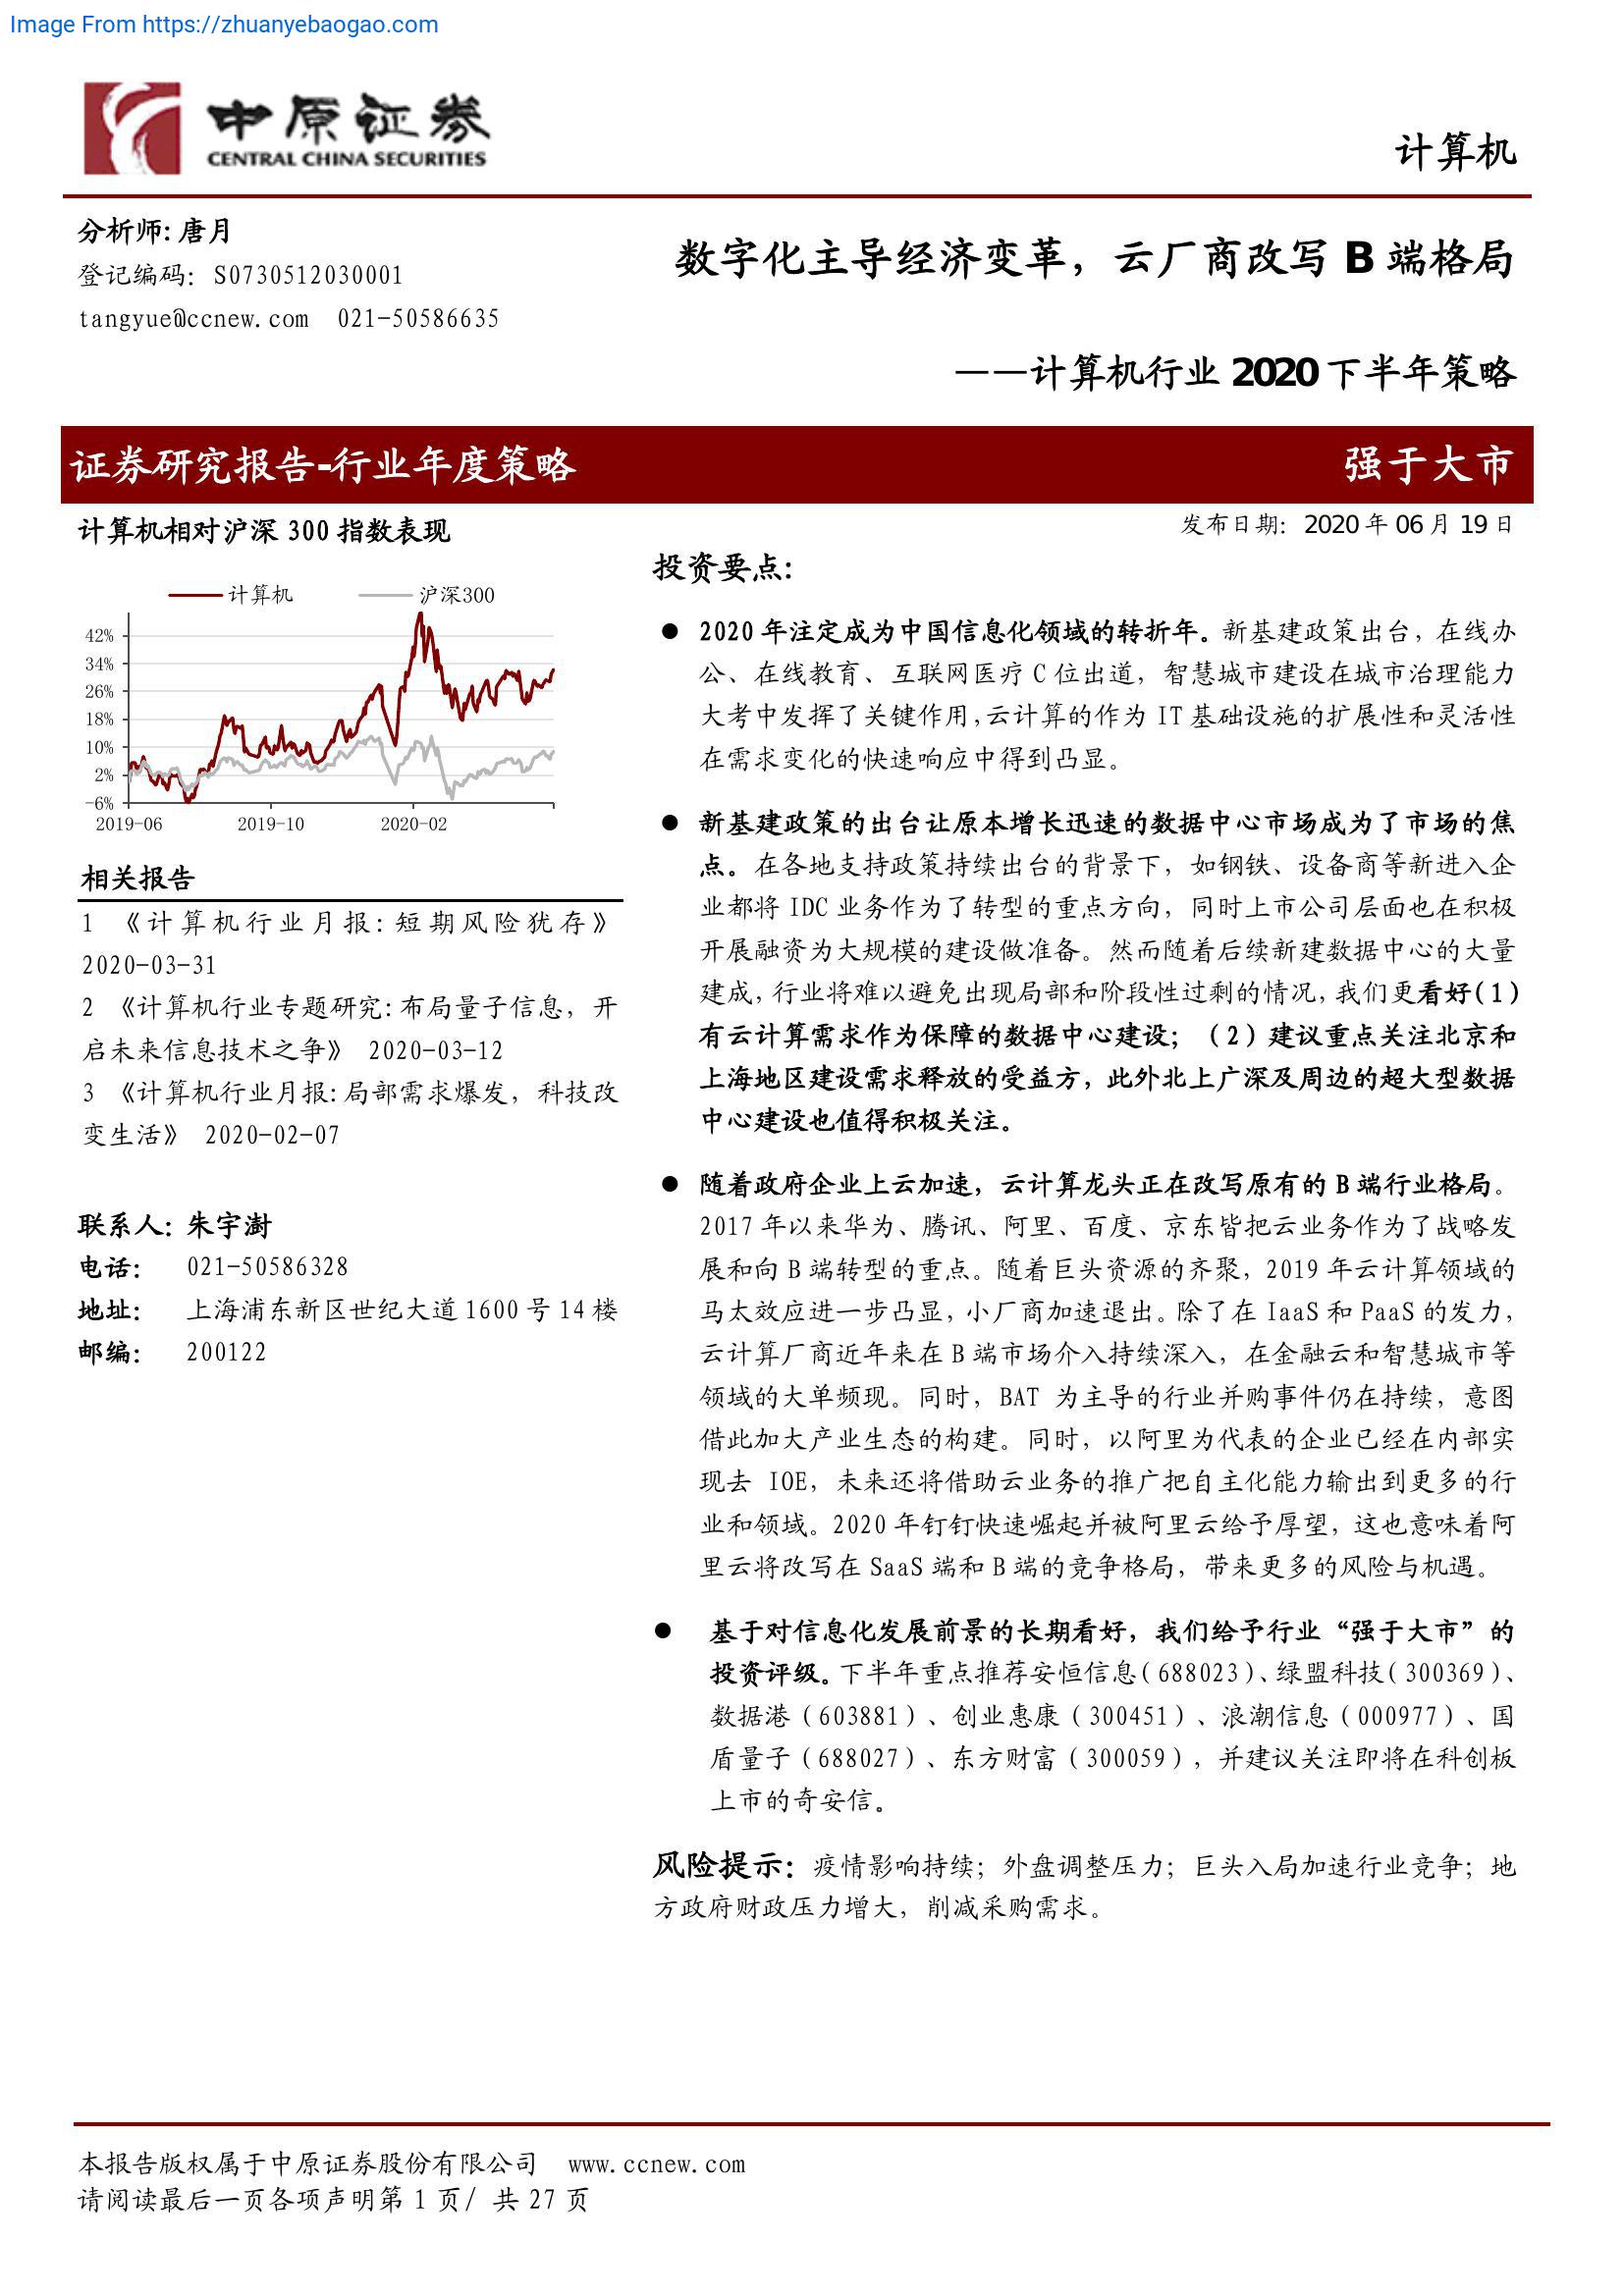 Image From https://zhuanyebaogao.com
中原证券
CENTRAL CHINA SECURITIES
计算机
分析师:唐月
登记编码：S0730512030001
tangyue@ccnew.com 021-50586635
数字化主导经济变革，云厂商改写 B 端格局
——计算机行业 2020 下半年策略
证券研究报告-行业年度策略
强于大市
计算机相对沪深 300 指数表现
计算机 沪深300
42%
34%
26%
18%
10%
2%
-6%
2019-06 2019-10 2020-02
相关报告
1 《计算机行业月报:短期风险犹存》
2020-03-31
2 《计算机行业专题研究:布局量子信息，开
启未来信息技术之争》 2020-03-12
3 《计算机行业月报:局部需求爆发，科技改
变生活》 2020-02-07
联系人：朱宇澍
电话： 021-50586328
地址： 上海浦东新区世纪大道 1600 号 14 楼
邮编： 200122
发布日期：2020 年 06 月 19 日
投资要点:
● 2020 年注定成为中国信息化领域的转折年。新基建政策出台，在线办
公、在线教育、互联网医疗 C 位出道，智慧城市建设在城市治理能力
大考中发挥了关键作用,云计算的作为 IT 基础设施的扩展性和灵活性
在需求变化的快速响应中得到凸显。
● 新基建政策的出台让原本增长迅速的数据中心市场成为了市场的焦
点。在各地支持政策持续出台的背景下，如钢铁、设备商等新进入企
业都将 IDC 业务作为了转型的重点方向，同时上市公司层面也在积极
开展融资为大规模的建设做准备。然而随着后续新建数据中心的大量
建成,行业将难以避免出现局部和阶段性过剩的情况,我们更看好(1)
有云计算需求作为保障的数据中心建设；（2）建议重点关注北京和
上海地区建设需求释放的受益方，此外北上广深及周边的超大型数据
中心建设也值得积极关注。
● 随着政府企业上云加速，云计算龙头正在改写原有的 B 端行业格局。
2017 年以来华为、腾讯、阿里、百度、京东皆把云业务作为了战略发
展和向 B 端转型的重点。随着巨头资源的齐聚，2019 年云计算领域的
马太效应进一步凸显,小厂商加速退出。除了在 IaaS 和 PaaS 的发力，
云计算厂商近年来在 B 端市场介入持续深入，在金融云和智慧城市等
领域的大单频现。同时，BAT 为主导的行业并购事件仍在持续，意图
借此加大产业生态的构建。同时，以阿里为代表的企业已经在内部实
现去 IOE，未来还将借助云业务的推广把自主化能力输出到更多的行
业和领域。2020 年钉钉快速崛起并被阿里云给予厚望，这也意味着阿
里云将改写在 SaaS 端和 B 端的竞争格局，带来更多的风险与机遇。
● 基于对信息化发展前景的长期看好，我们给予行业“强于大市”的
投资评级。下半年重点推荐安恒信息(688023)、绿盟科技(300369)、
数据港（603881）、创业惠康（300451）、浪潮信息（000977）、国
盾量子（688027）、东方财富（300059），并建议关注即将在科创板
上市的奇安信。
风险提示：疫情影响持续；外盘调整压力；巨头入局加速行业竞争；地
方政府财政压力增大，削减采购需求。
本报告版权属于中原证券股份有限公司 www.ccnew.com
请阅读最后一页各项声明第 1 页/ 共 27 页